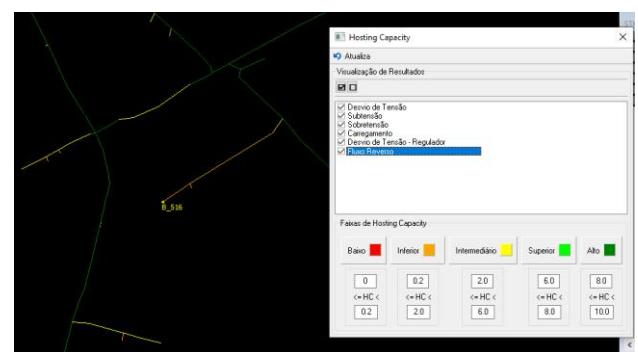 Hosting Capacity
Atualiza
Visualização de Resultados
Desvio de Tensão
Subtensão
Sobretensão
Carregamento
Desvio de Tensão - Regulador
Fluxo Reverso
B_516
Faixas de Hosting Capacity
Baixo Inferior Intermediário Superior Alto
0 0.2 2.0 6.0 8.0
<= HC < <= HC < <= HC < <= HC < <= HC <
0.2 2.0 6.0 8.0 10.0